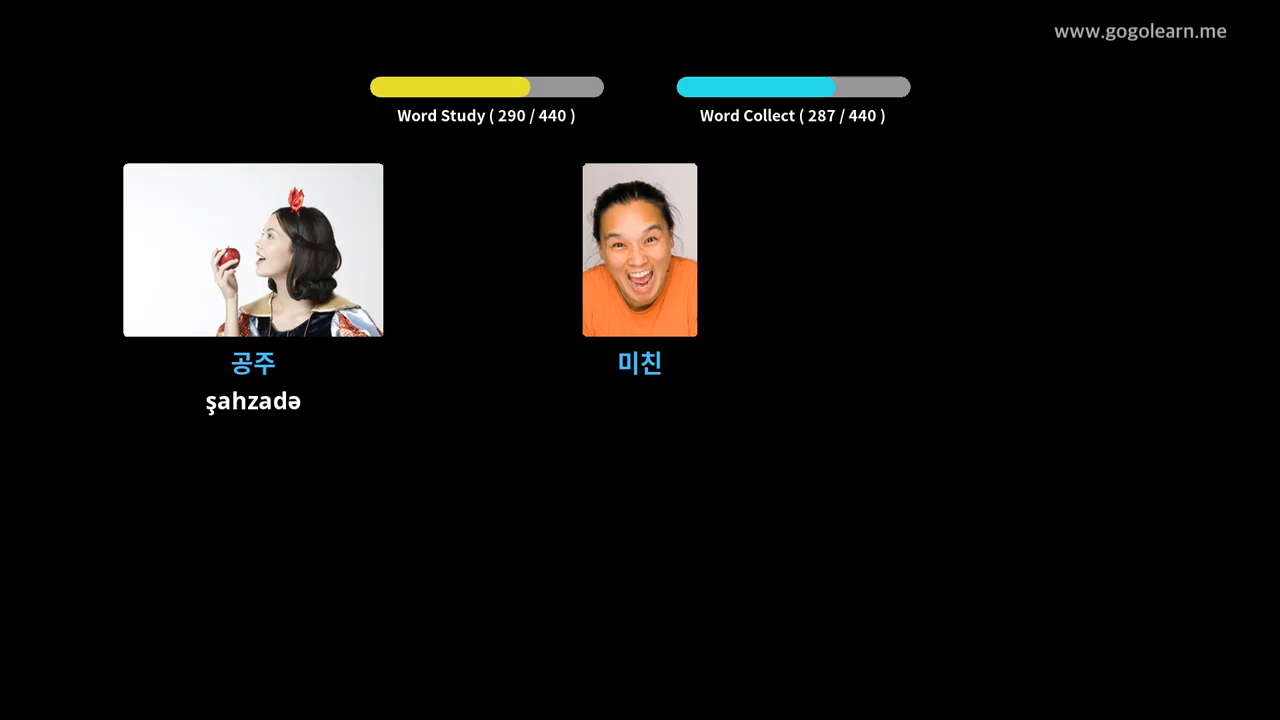 www.gogolearn.me
Word Study ( 290 / 440 )
Word Collect ( 287 / 440 )
공주
şahzadə
미친